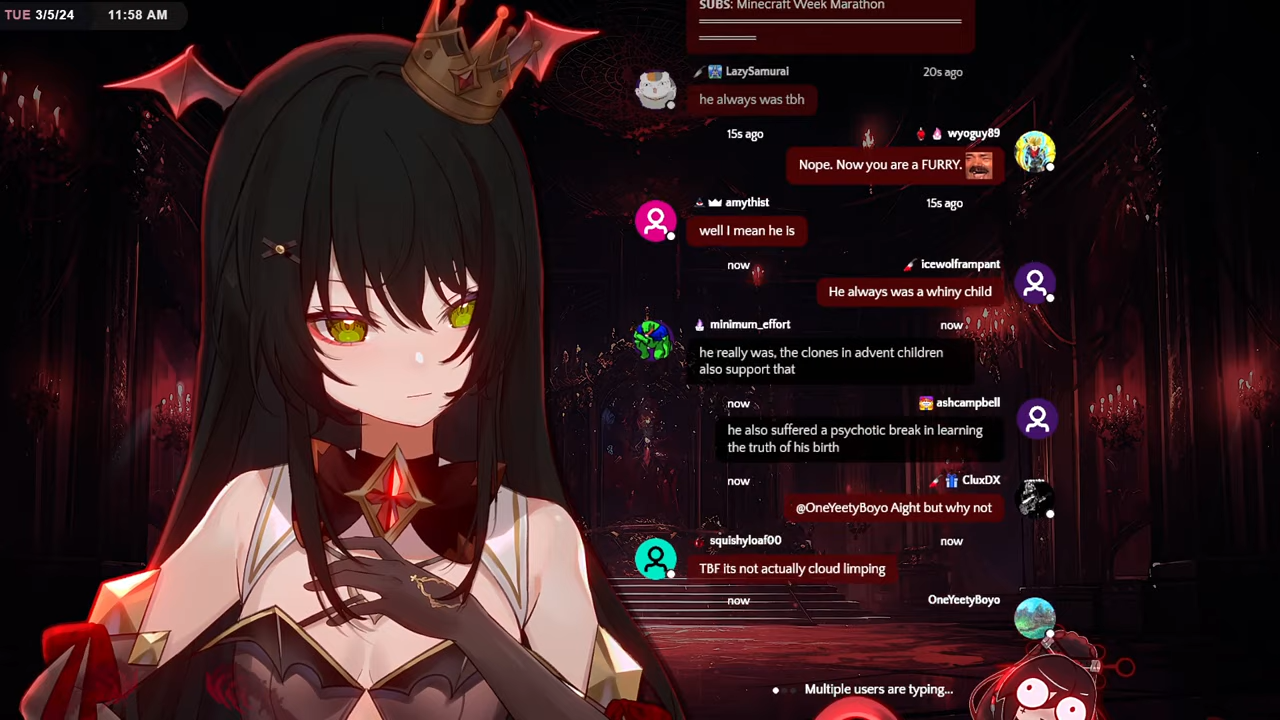 TUE 3/5/24 11:58 AM
SUBS: Minecraft Week Marathon
LazySamurai 20s ago
he always was tbh
15s ago wyoguy89
Nope. Now you are a FURRY.
amythist 15s ago
well I mean he is
now icewolframpant
He always was a whiny child
minimum_effort now
he really was, the clones in advent children
also support that
now ashcampbell
he also suffered a psychotic break in learning
the truth of his birth
now CluxDX
@OneYeetyBoyo Aight but why not
squishyloaf00 now
TBF its not actually cloud limping
now OneYeetyBoyo
Multiple users are typing...